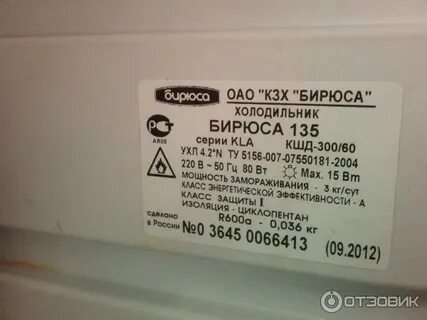 бирюса ОАО "КЗХ "БИРЮСА"
ХОЛОДИЛЬНИК
БИРЮСА 135
серии KLA КШД-300/60
АЯ08 УХЛ 4.2*N ТУ 5156-007-07550181-2004
220 В ~ 50 Гц 80 Вт Max. 15 Вm
МОЩНОСТЬ ЗАМОРАЖИВАНИЯ - 3 кг/сут
КЛАСС ЭНЕРГЕТИЧЕСКОЙ ЭФФЕКТИВНОСТИ - А
КЛАСС ЗАЩИТЫ I
ИЗОЛЯЦИЯ - ЦИКЛОПЕНТАН
R600a - 0,036 кг
сделано
в России №0 3645 0066413 (09.2012)
ОТЗОВИК